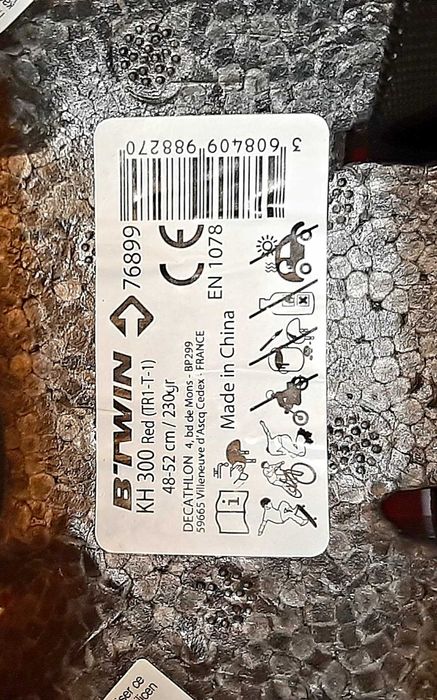 B'TWIN
KH 300 Red (TR1-T-1)
48-52 cm / 230gr
DECATHLON 4, bd de Mons - BP299
59665 Villeneuve d'Ascq Cedex - FRANCE
Made in China
76899
CE
EN 1078
3 608409 988270
i